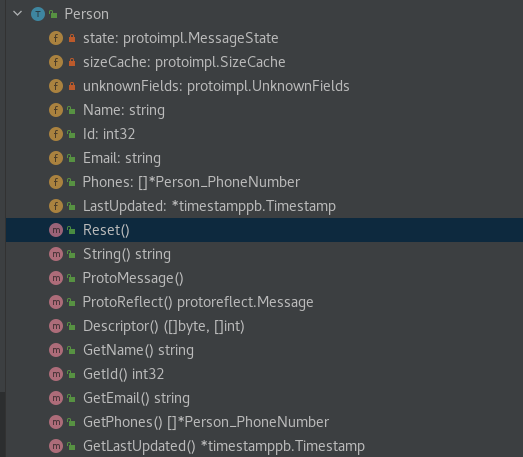 Person
state: protoimpl.MessageState
sizeCache: protoimpl.SizeCache
unknownFields: protoimpl.UnknownFields
Name: string
Id: int32
Email: string
Phones: []*Person_PhoneNumber
LastUpdated: *timestamppb.Timestamp
Reset()
String() string
ProtoMessage()
ProtoReflect() protoreflect.Message
Descriptor() ([]byte, []int)
GetName() string
GetId() int32
GetEmail() string
GetPhones() []*Person_PhoneNumber
GetLastUpdated() *timestamppb.Timestamp